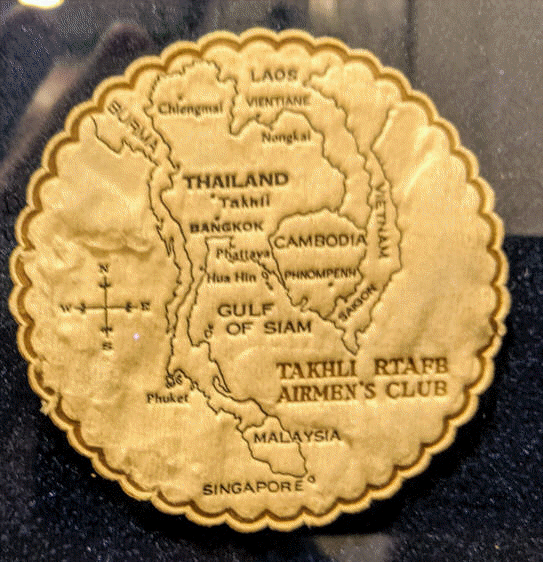 LAOS
VIENTIANE
Chiengmai
BURMA
Nongkai
THAILAND
Takhli
VIETNAM
BANGKOK
CAMBODIA
Phattaya
Hua Hin
PHNOMPENH
N
W E
S
SAIGON
GULF
OF SIAM
TAKHLI RTAFB
AIRMEN'S CLUB
Phuket
MALAYSIA
SINGAPORE